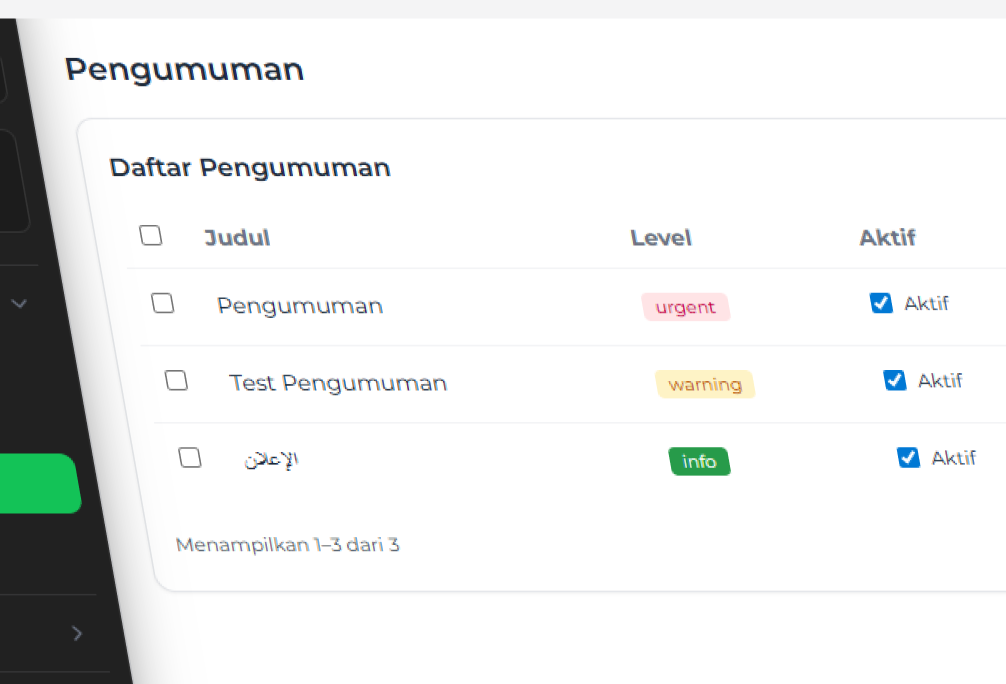 Pengumuman
Daftar Pengumuman
Judul Level Aktif
Pengumuman urgent Aktif
Test Pengumuman warning Aktif
الإعلان info Aktif
Menampilkan 1–3 dari 3